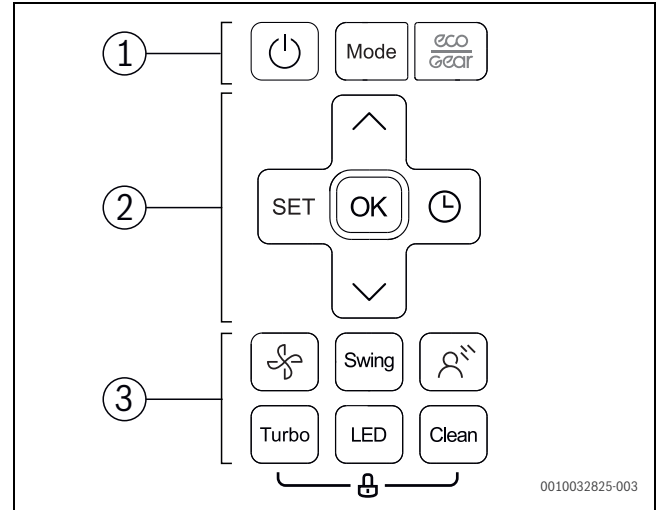 1
Mode
eco
Gear
2
SET
OK
3
Swing
Turbo
LED
Clean
0010032825-003